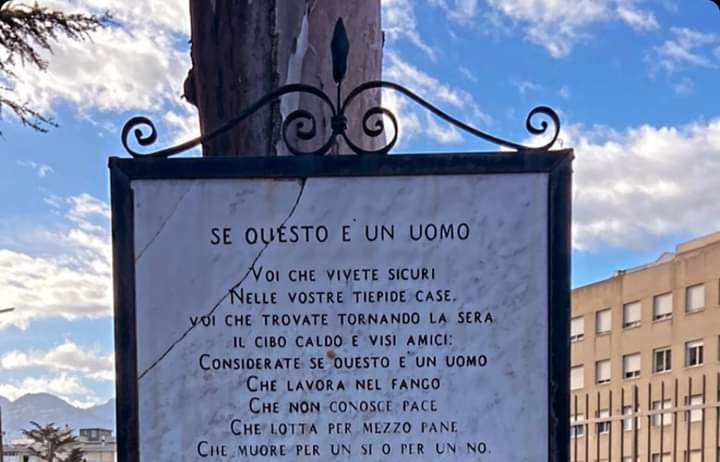 SE QUESTO E' UN UOMO
VOI CHE VIVETE SICURI
NELLE VOSTRE TIEPIDE CASE,
VOI CHE TROVATE TORNANDO LA SERA
IL CIBO CALDO E VISI AMICI:
CONSIDERATE SE QUESTO E' UN UOMO
CHE LAVORA NEL FANGO
CHE NON CONOSCE PACE
CHE LOTTA PER MEZZO PANE
CHE MUORE PER UN SI O PER UN NO.